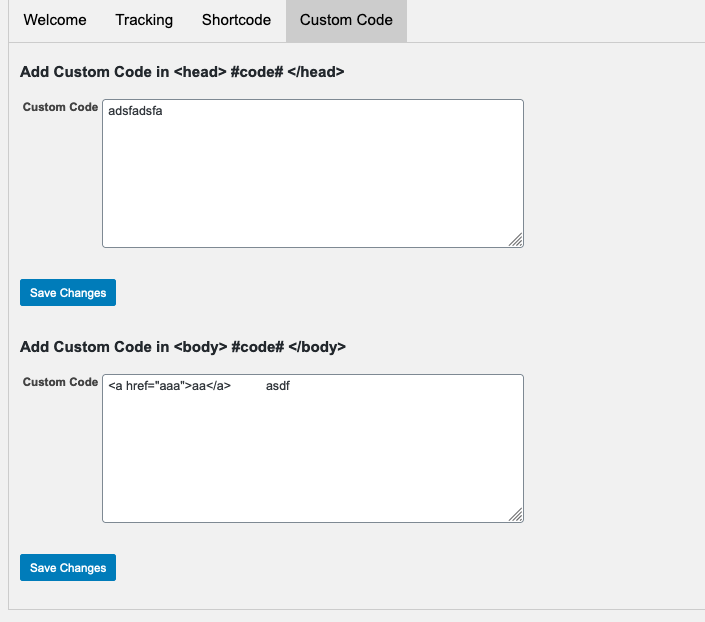 Welcome Tracking Shortcode Custom Code
Add Custom Code in <head> #code# </head>
Custom Code adsfadsfa
Save Changes
Add Custom Code in <body> #code# </body>
Custom Code <a href="aaa">aa</a> asdf
Save Changes